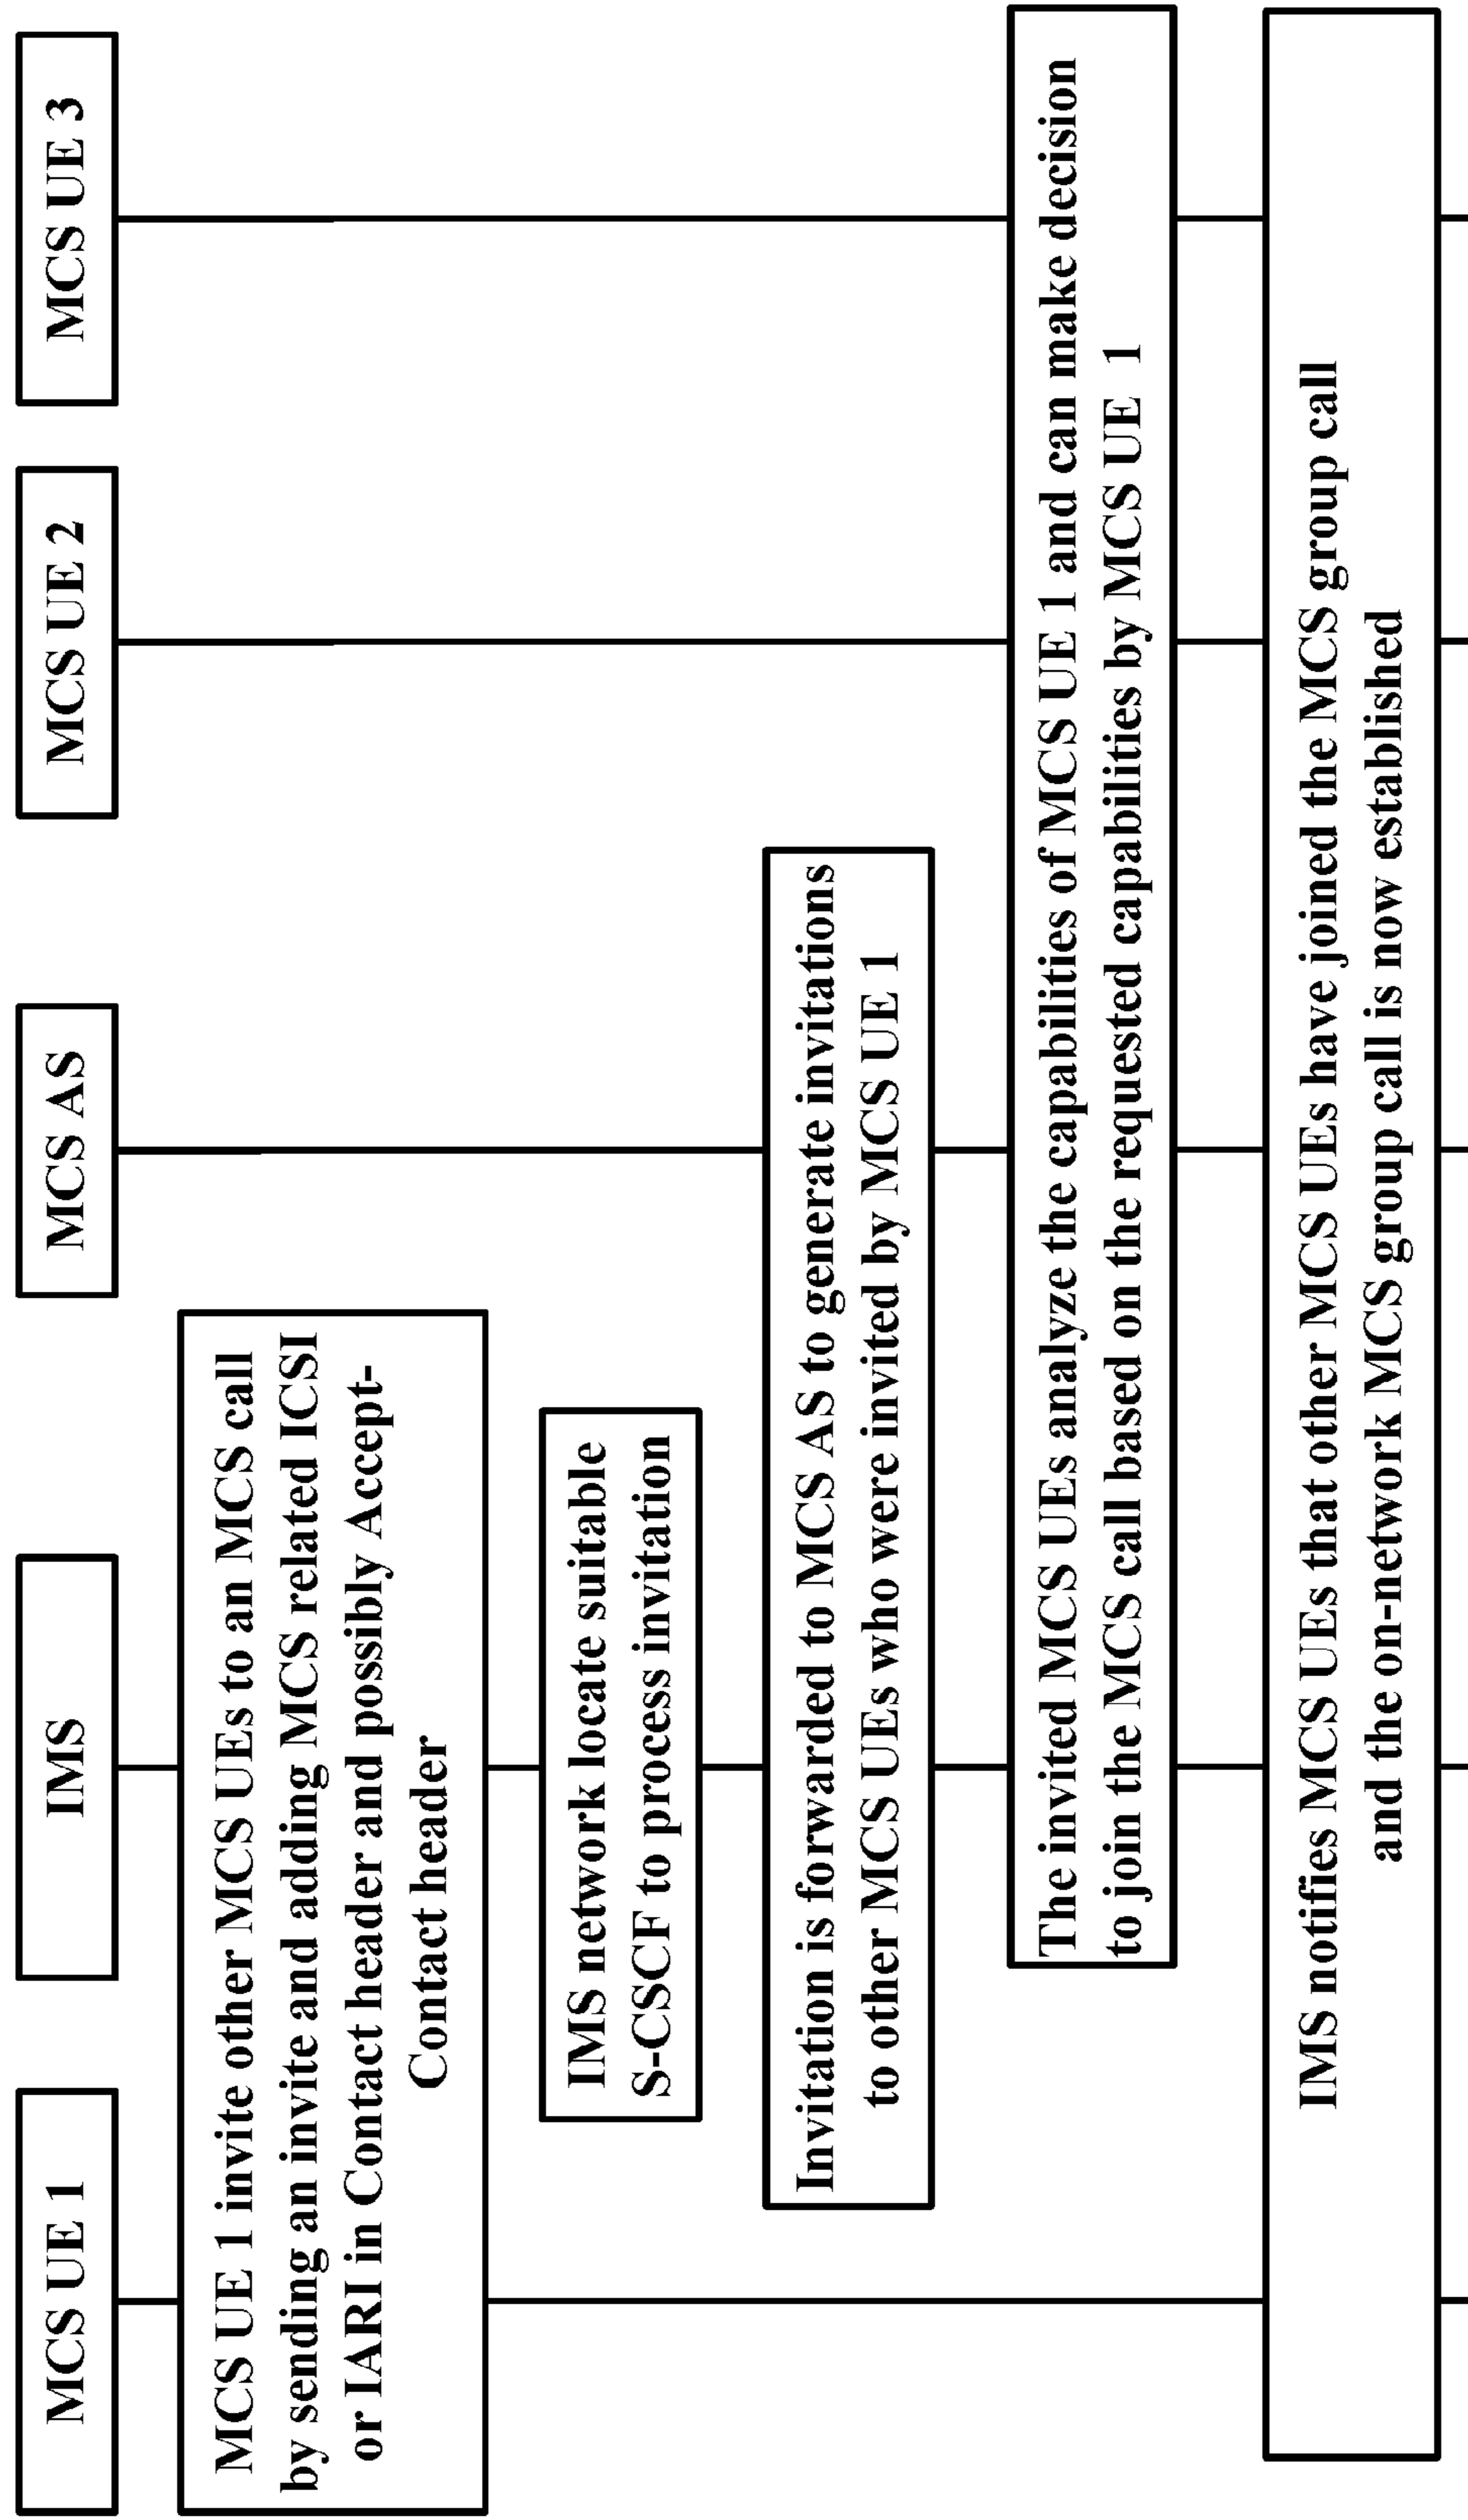 MCS UE 1
IMS
MCS AS
MCS UE 2
MCS UE 3
MCS UE 1 invite other MCS UEs to an MCS call
by sending an invite and adding MCS related ICSI
or IARI in Contact header and possibly Accept-
Contact header
IMS network locate suitable
S-CSCF to process invitation
Invitation is forwarded to MCS AS to generate invitations
to other MCS UEs who were invited by MCS UE 1
The invited MCS UEs analyze the capabilities of MCS UE 1 and can make decision
to join the MCS call based on the requested capabilities by MCS UE 1
IMS notifies MCS UEs that other MCS UEs have joined the MCS group call
and the on-network MCS group call is now established